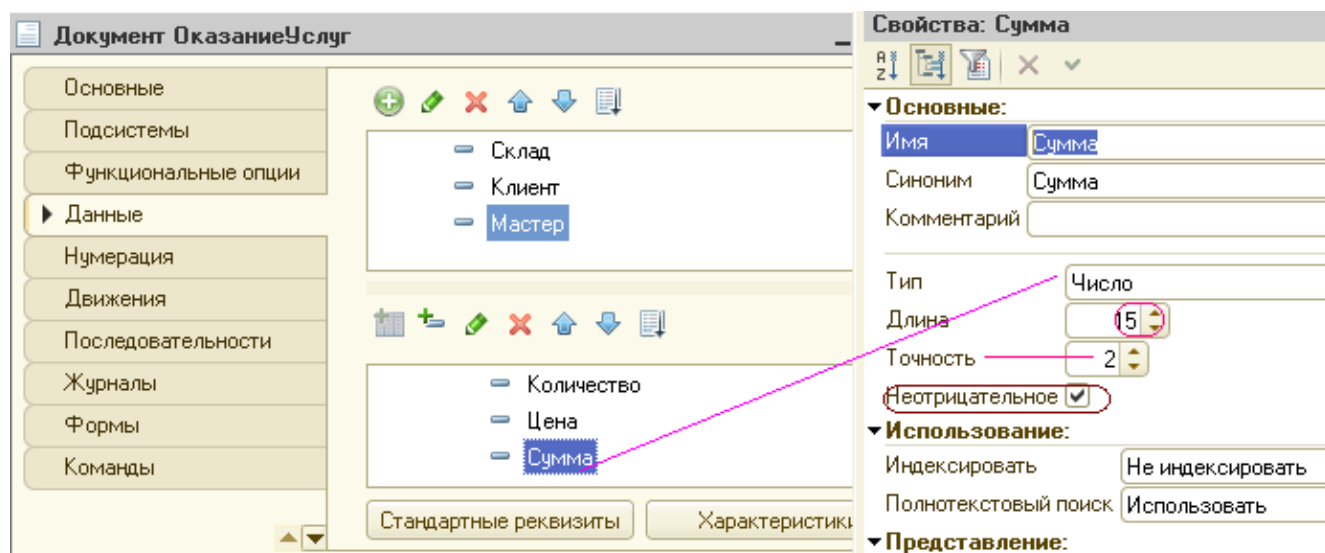 Документ ОказаниеУслуг
Основные
Подсистемы
Функциональные опции
Данные
Нумерация
Движения
Последовательности
Журналы
Формы
Команды
Склад
Клиент
Мастер
Количество
Цена
Сумма
Стандартные реквизиты
Характеристики
Свойства: Сумма
Основные:
Имя Сумма
Синоним Сумма
Комментарий
Тип Число
Длина 15
Точность 2
Неотрицательное
Использование:
Индексировать Не индексировать
Полнотекстовый поиск Использовать
Представление: